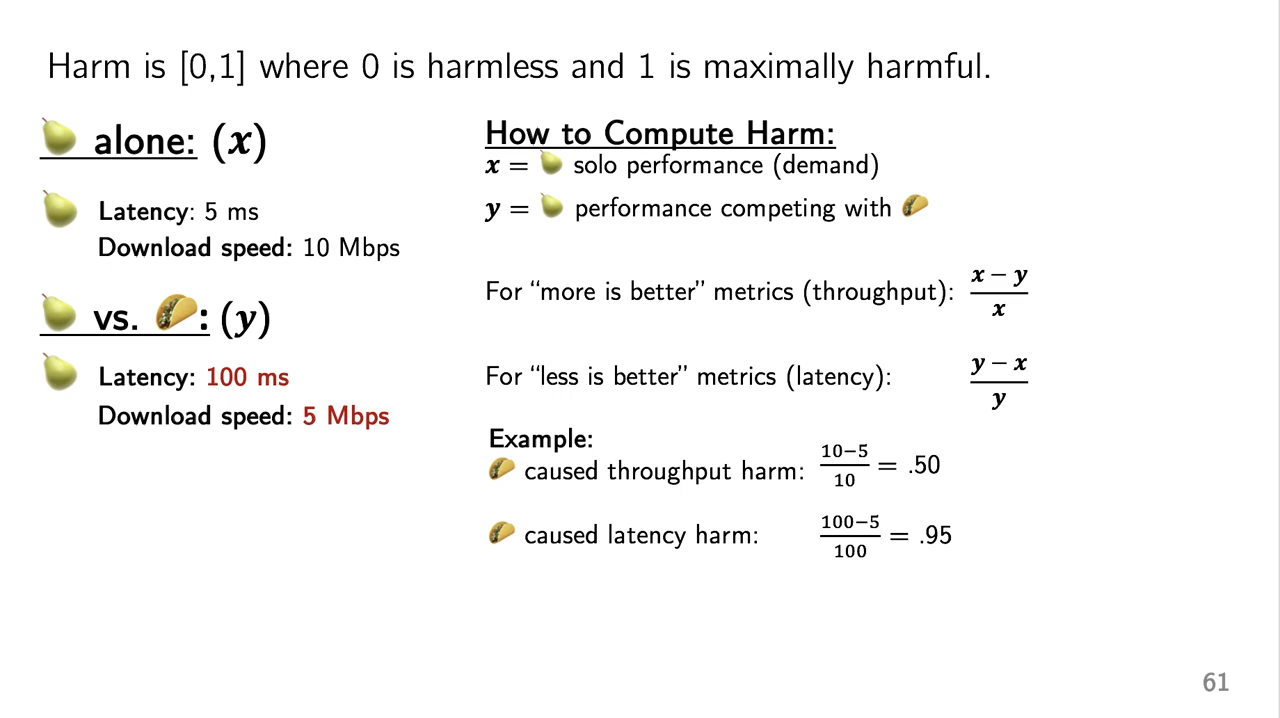 Harm is [0,1] where 0 is harmless and 1 is maximally harmful.
🍐 alone: (x)
🍐 Latency: 5 ms
Download speed: 10 Mbps
🍐 vs. 🌮: (y)
🍐 Latency: 100 ms
Download speed: 5 Mbps
How to Compute Harm:
x = 🍐 solo performance (demand)
y = 🍐 performance competing with 🌮
For “more is better” metrics (throughput): (x − y)/x
For “less is better” metrics (latency): (y − x)/y
Example:
🌮 caused throughput harm: (10−5)/10 = .50
🌮 caused latency harm: (100−5)/100 = .95
61